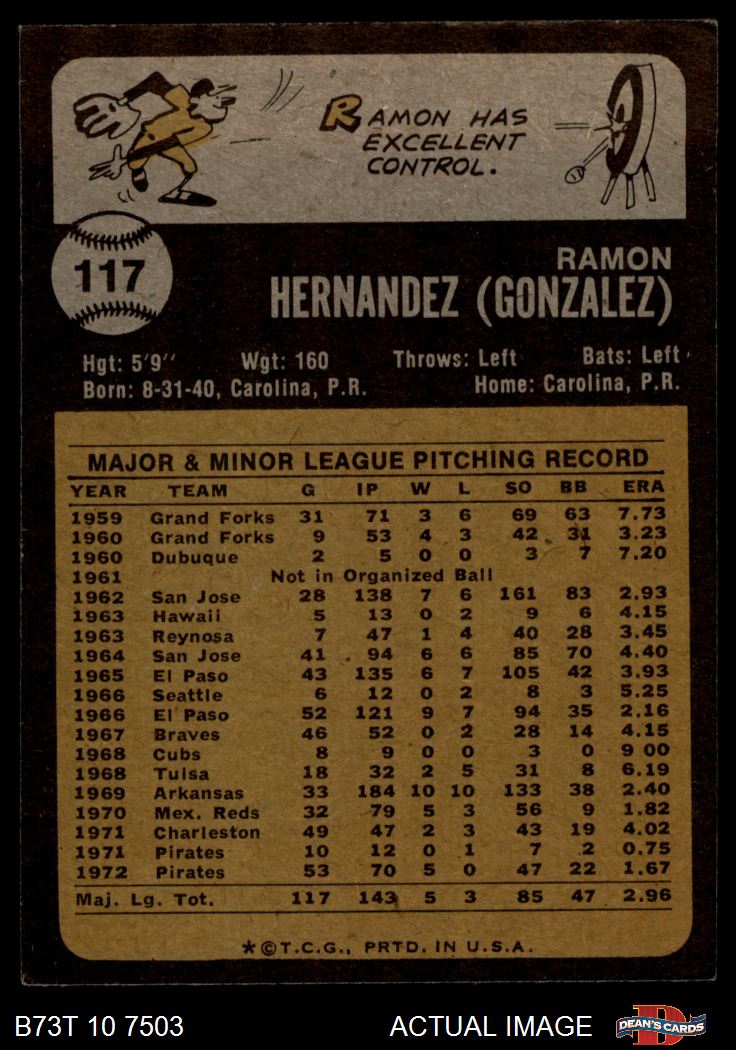 RAMON HAS
EXCELLENT
CONTROL.
117
RAMON
HERNANDEZ (GONZALEZ)
Hgt: 5'9" Wgt: 160 Throws: Left Bats: Left
Born: 8-31-40, Carolina, P.R. Home: Carolina, P.R.
MAJOR & MINOR LEAGUE PITCHING RECORD
YEAR TEAM G IP W L SO BB ERA
1959 Grand Forks 31 71 3 6 69 63 7.73
1960 Grand Forks 9 53 4 3 42 31 3.23
1960 Dubuque 2 5 0 0 3 7 7.20
1961 Not in Organized Ball
1962 San Jose 28 138 7 6 161 83 2.93
1963 Hawaii 5 13 0 2 9 6 4.15
1963 Reynosa 7 47 1 4 40 28 3.45
1964 San Jose 41 94 6 6 85 70 4.40
1965 El Paso 43 135 6 7 105 42 3.93
1966 Seattle 6 12 0 2 8 3 5.25
1966 El Paso 52 121 9 7 94 35 2.16
1967 Braves 46 52 0 2 28 14 4.15
1968 Cubs 8 9 0 0 3 0 9 00
1968 Tulsa 18 32 2 5 31 8 6.19
1969 Arkansas 33 184 10 10 133 38 2.40
1970 Mex. Reds 32 79 5 3 56 9 1.82
1971 Charleston 49 47 2 3 43 19 4.02
1971 Pirates 10 12 0 1 7 2 0.75
1972 Pirates 53 70 5 0 47 22 1.67
Maj. Lg. Tot. 117 143 5 3 85 47 2.96
*©T.C.G., PRTD. IN U.S.A.
B73T 10 7503 ACTUAL IMAGE D DEAN'S CARDS